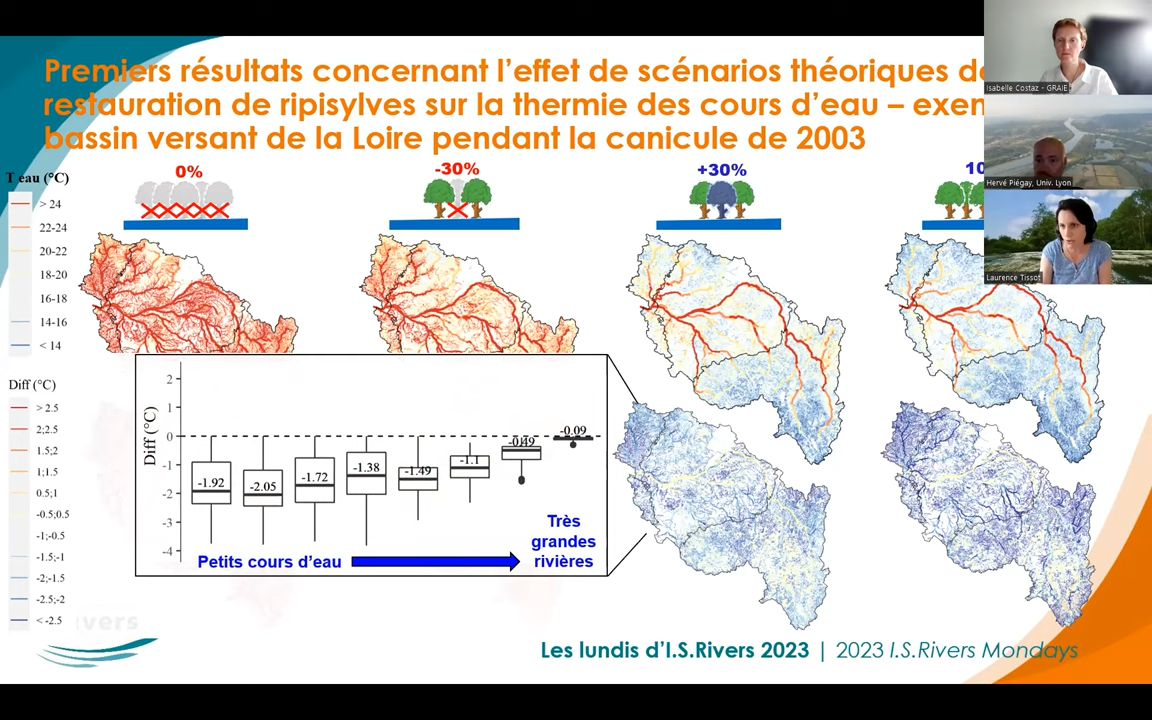 Premiers résultats concernant l'effet de scénarios théoriques de
restauration de ripisylves sur la thermie des cours d'eau – exem
bassin versant de la Loire pendant la canicule de 2003
Isabelle Costaz - GRAIE
Hervé Piégay, Univ. Lyon
Laurence Tissot
0%
-30%
+30%
10
T eau (°C)
> 24
22-24
20-22
18-20
16-18
14-16
< 14
Diff (°C)
> 2.5
2;2.5
1.5;2
1;1.5
0.5;1
-0.5;0.5
-1;-0.5
-1.5;-1
-2;-1.5
-2.5;-2
< -2.5
Diff (°C)
2
1
0
-1
-2
-3
-4
-1.92
-2.05
-1.72
-1.38
-1.49
-1.1
-0.49
-0.09
Petits cours d'eau
Très
grandes
rivières
ivers
Les lundis d'I.S.Rivers 2023 | 2023 I.S.Rivers Mondays